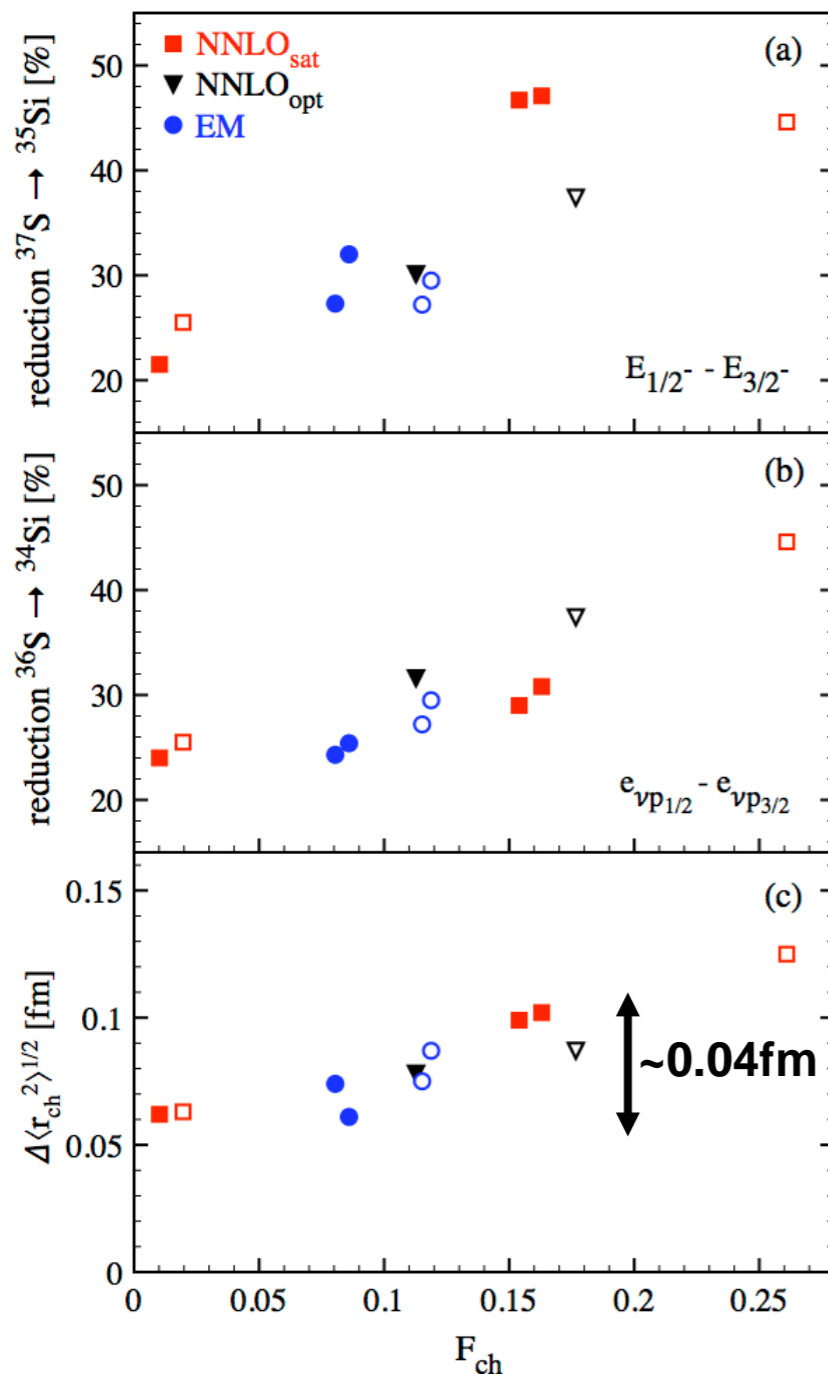 reduction ³⁷S → ³⁵Si [%]
50
40
30
20
NNLOsat
NNLOopt
EM
(a)
E1/2- - E3/2-
reduction ³⁶S → ³⁴Si [%]
50
40
30
20
(b)
eνp1/2 - eνp3/2
Δ⟨rch²⟩1/2 [fm]
0.15
0.1
0.05
0
(c)
~0.04fm
0 0.05 0.1 0.15 0.2 0.25
Fch